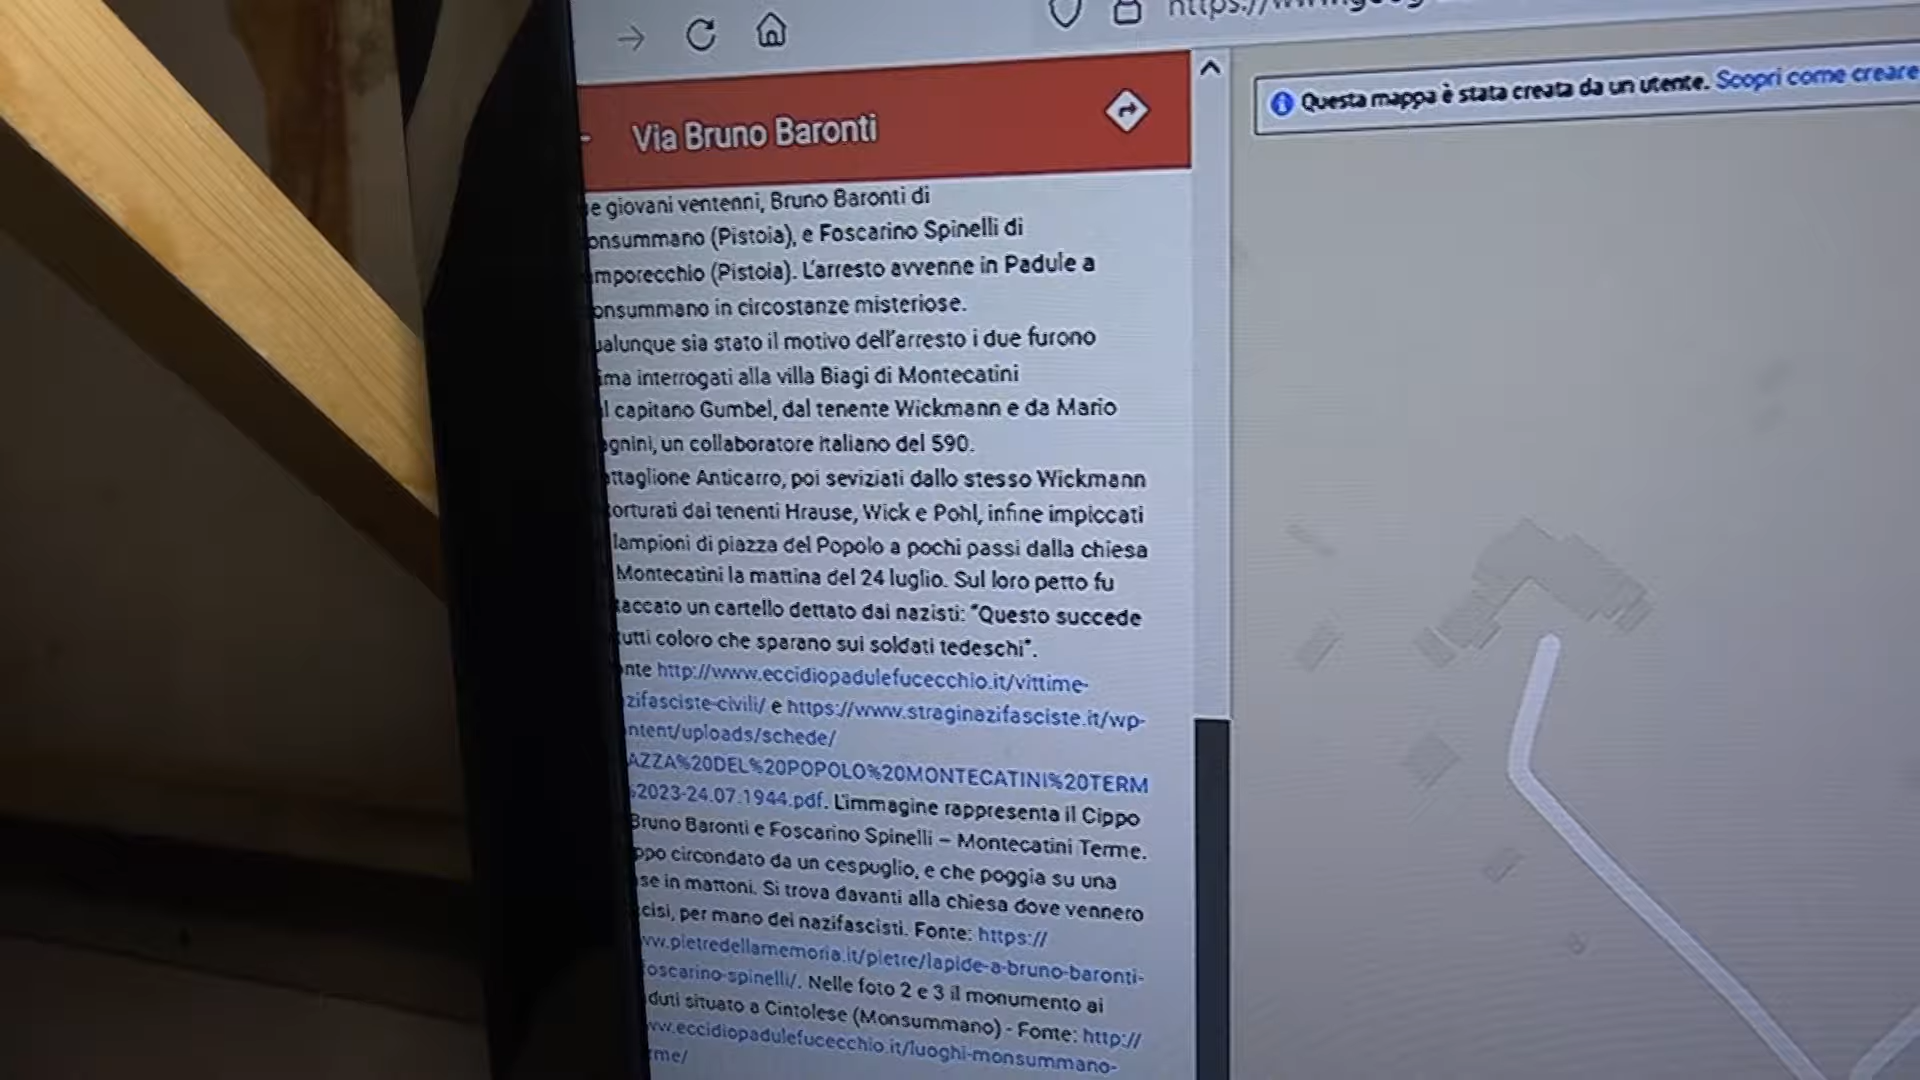 https://www.goog
Questa mappa è stata creata da un utente. Scopri come creare
Via Bruno Baronti
e giovani ventenni, Bruno Baronti di
onsummano (Pistoia), e Foscarino Spinelli di
mporecchio (Pistoia). L'arresto avvenne in Padule a
onsummano in circostanze misteriose.
ualunque sia stato il motivo dell'arresto i due furono
ima interrogati alla villa Biagi di Montecatini
l capitano Gumbel, dal tenente Wickmann e da Mario
gnini, un collaboratore italiano del 590.
ttaglione Anticarro, poi seviziati dallo stesso Wickmann
torturati dai tenenti Hrause, Wick e Pohl, infine impiccati
lampioni di piazza del Popolo a pochi passi dalla chiesa
Montecatini la mattina del 24 luglio. Sul loro petto fu
taccato un cartello dettato dai nazisti: "Questo succede
tutti coloro che sparano sui soldati tedeschi".
nte http://www.eccidiopadulefucecchio.it/vittime-
zifasciste-civili/ e https://www.straginazifasciste.it/wp-
ntent/uploads/schede/
AZZA%20DEL%20POPOLO%20MONTECATINI%20TERM
%2023-24.07.1944.pdf. L'immagine rappresenta il Cippo
Bruno Baronti e Foscarino Spinelli – Montecatini Terme.
ppo circondato da un cespuglio, e che poggia su una
se in mattoni. Si trova davanti alla chiesa dove vennero
cisi, per mano dei nazifascisti. Fonte: https://
ww.pietredellamemoria.it/pietre/lapide-a-bruno-baronti-
foscarino-spinelli/. Nelle foto 2 e 3 il monumento ai
duti situato a Cintolese (Monsummano) - Fonte: http://
ww.eccidiopadulefucecchio.it/luoghi-monsummano-
rme/